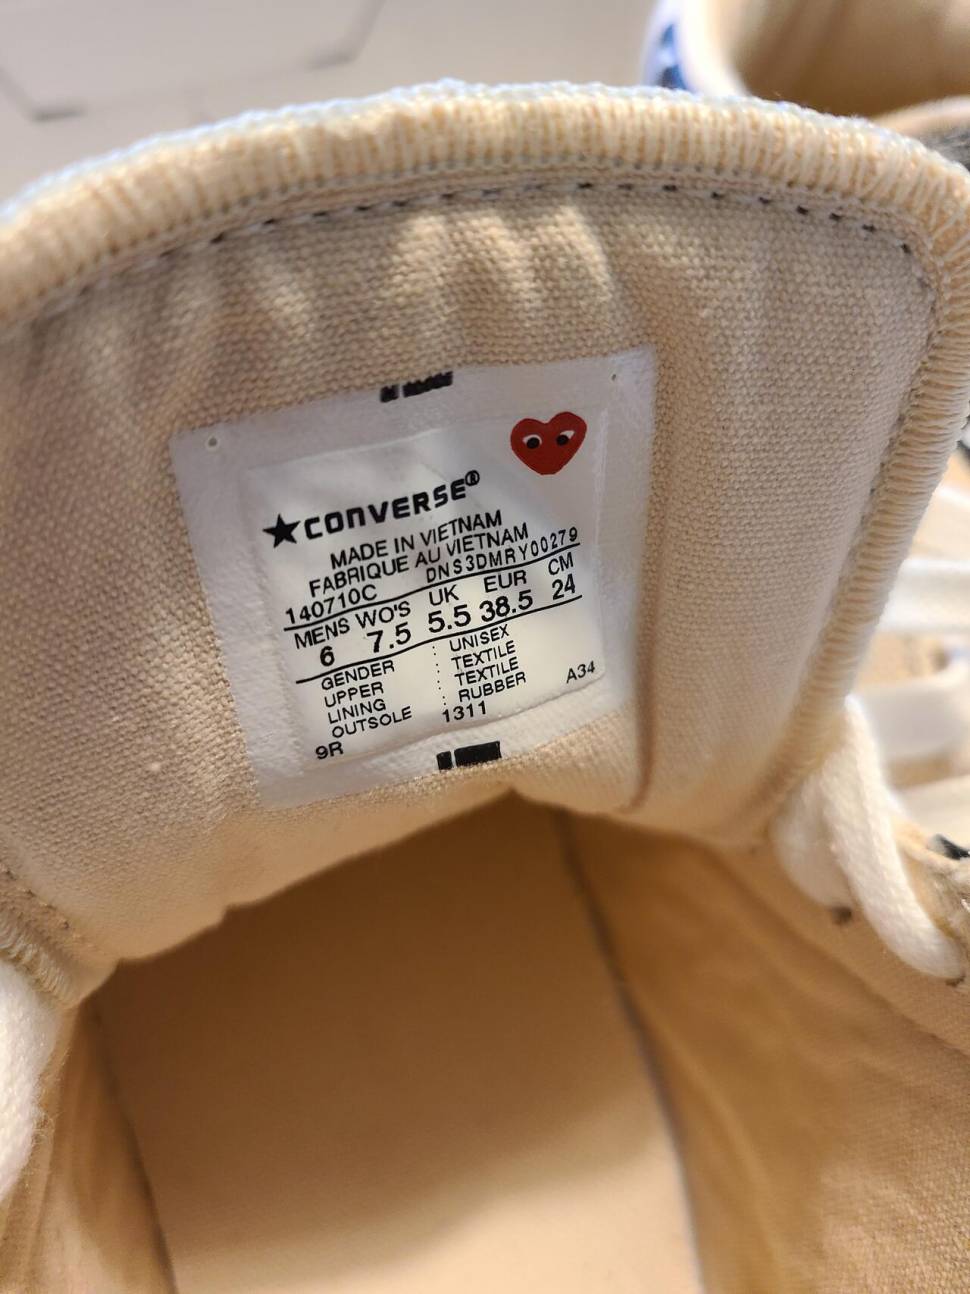 ★CONVERSE®
MADE IN VIETNAM
FABRIQUE AU VIETNAM
140710C DNS3DMRY00279
MENS WO'S UK EUR CM
6 7.5 5.5 38.5 24
GENDER : UNISEX
UPPER : TEXTILE
LINING : TEXTILE
OUTSOLE : RUBBER
9R 1311 A34